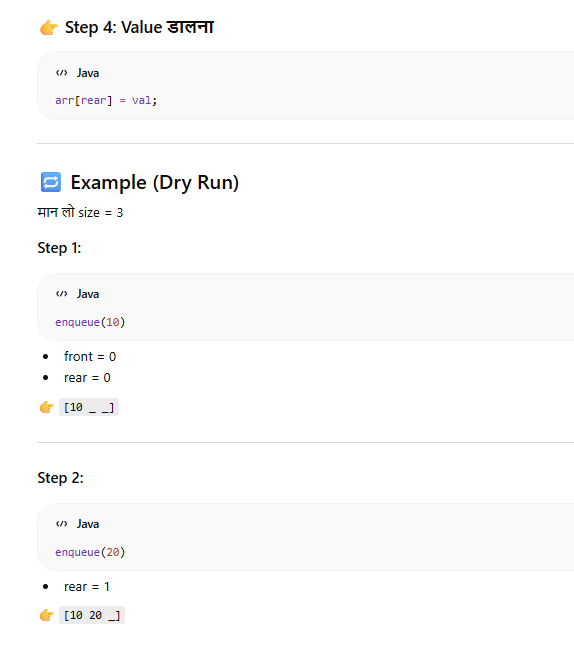 👉 Step 4: Value डालना
Java
arr[rear] = val;
🔁 Example (Dry Run)
मान लो size = 3
Step 1:
Java
enqueue(10)
• front = 0
• rear = 0
👉 [10 _ _]
Step 2:
Java
enqueue(20)
• rear = 1
👉 [10 20 _]